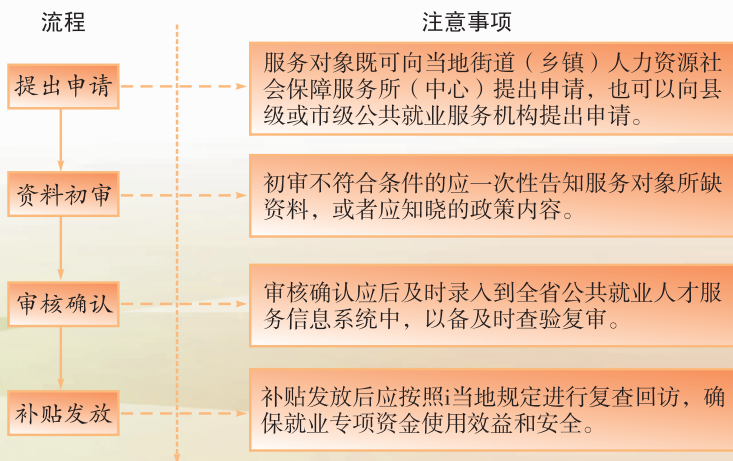 流程
注意事项
提出申请
服务对象既可向当地街道（乡镇）人力资源社
会保障服务所（中心）提出申请，也可以向县
级或市级公共就业服务机构提出申请。
资料初审
初审不符合条件的应一次性告知服务对象所缺
资料，或者应知晓的政策内容。
审核确认
审核确认应后及时录入到全省公共就业人才服
务信息系统中，以备及时查验复审。
补贴发放
补贴发放后应按照i当地规定进行复查回访，确
保就业专项资金使用效益和安全。